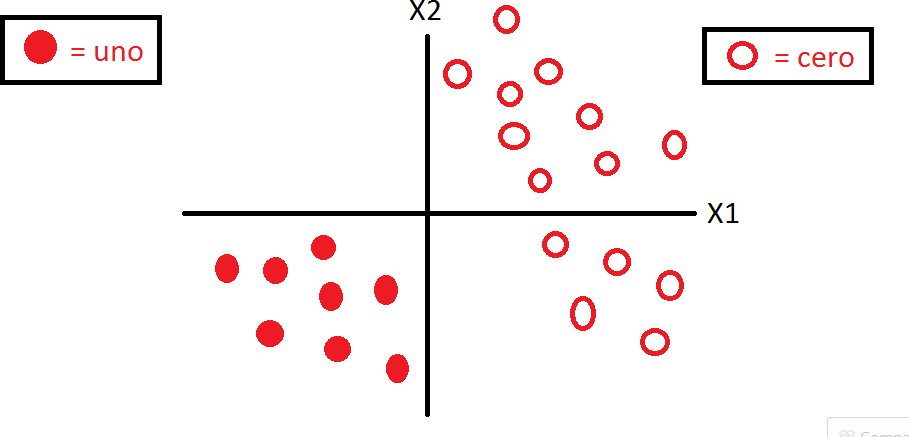 X2
= uno
= cero
X1